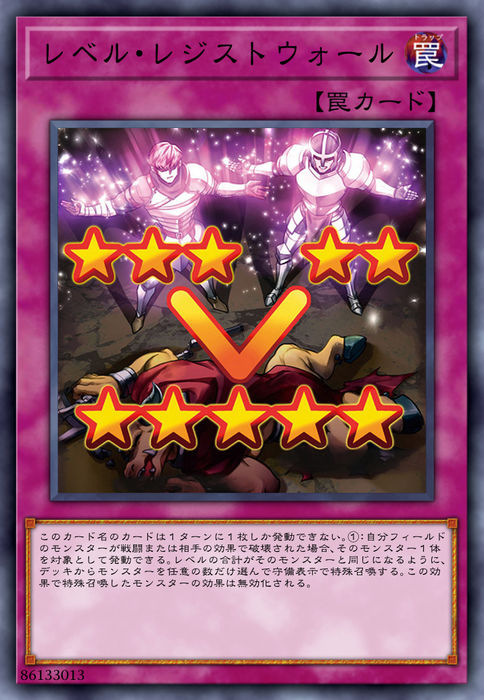 レベル・レジストウォール
トラップ
罠
【罠カード】
このカード名のカードは1ターンに1枚しか発動できない。①：自分フィールド
のモンスターが戦闘または相手の効果で破壊された場合、そのモンスター1体
を対象として発動できる。レベルの合計がそのモンスターと同じになるように、
デッキからモンスターを任意の数だけ選んで守備表示で特殊召喚する。この効
果で特殊召喚したモンスターの効果は無効化される。
86133013